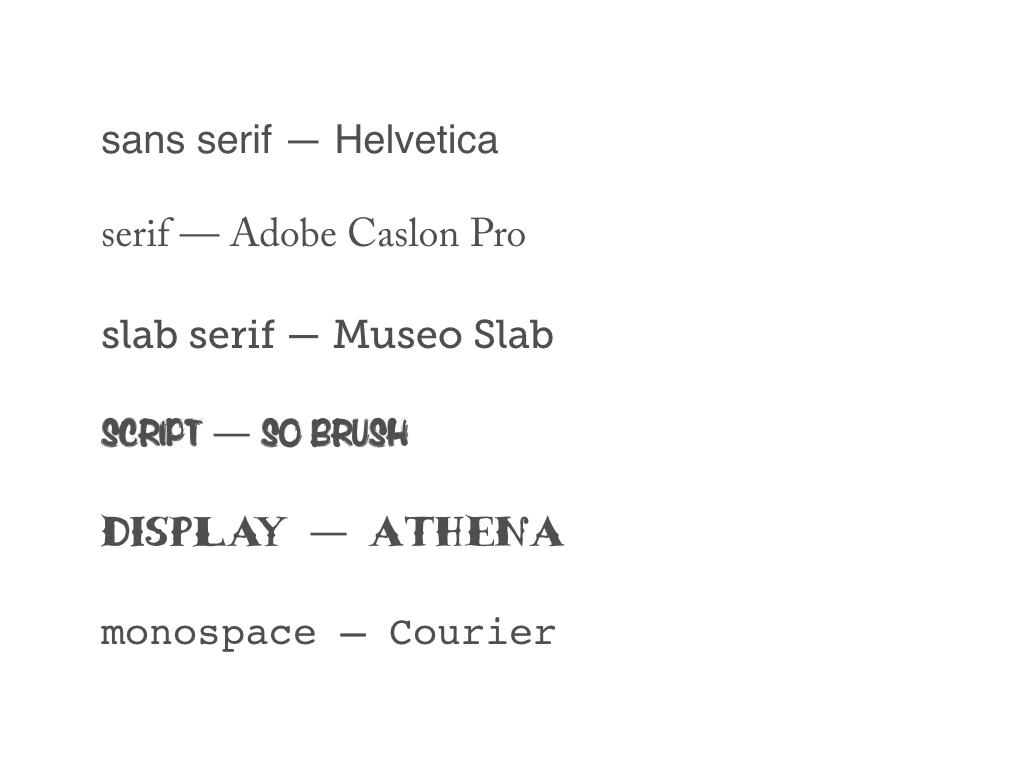 sans serif — Helvetica
serif — Adobe Caslon Pro
slab serif — Museo Slab
SCRIPT — SO BRUSH
DISPLAY — ATHENA
monospace — Courier